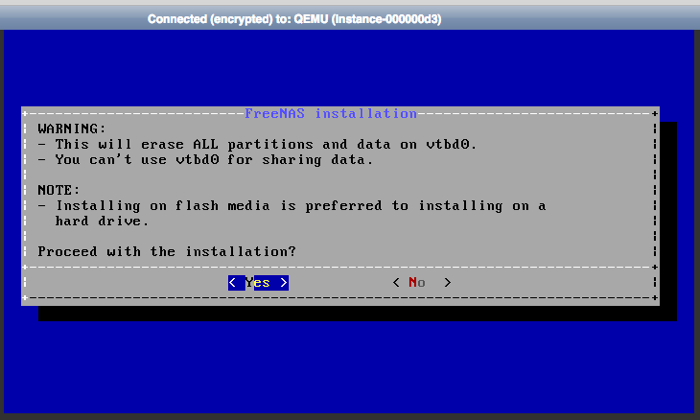 Connected (encrypted) to: QEMU (Instance-000000d3)
FreeNAS installation
WARNING:
- This will erase ALL partitions and data on vtbd0.
- You can't use vtbd0 for sharing data.
NOTE:
- Installing on flash media is preferred to installing on a
hard drive.
Proceed with the installation?
< Yes > < No >